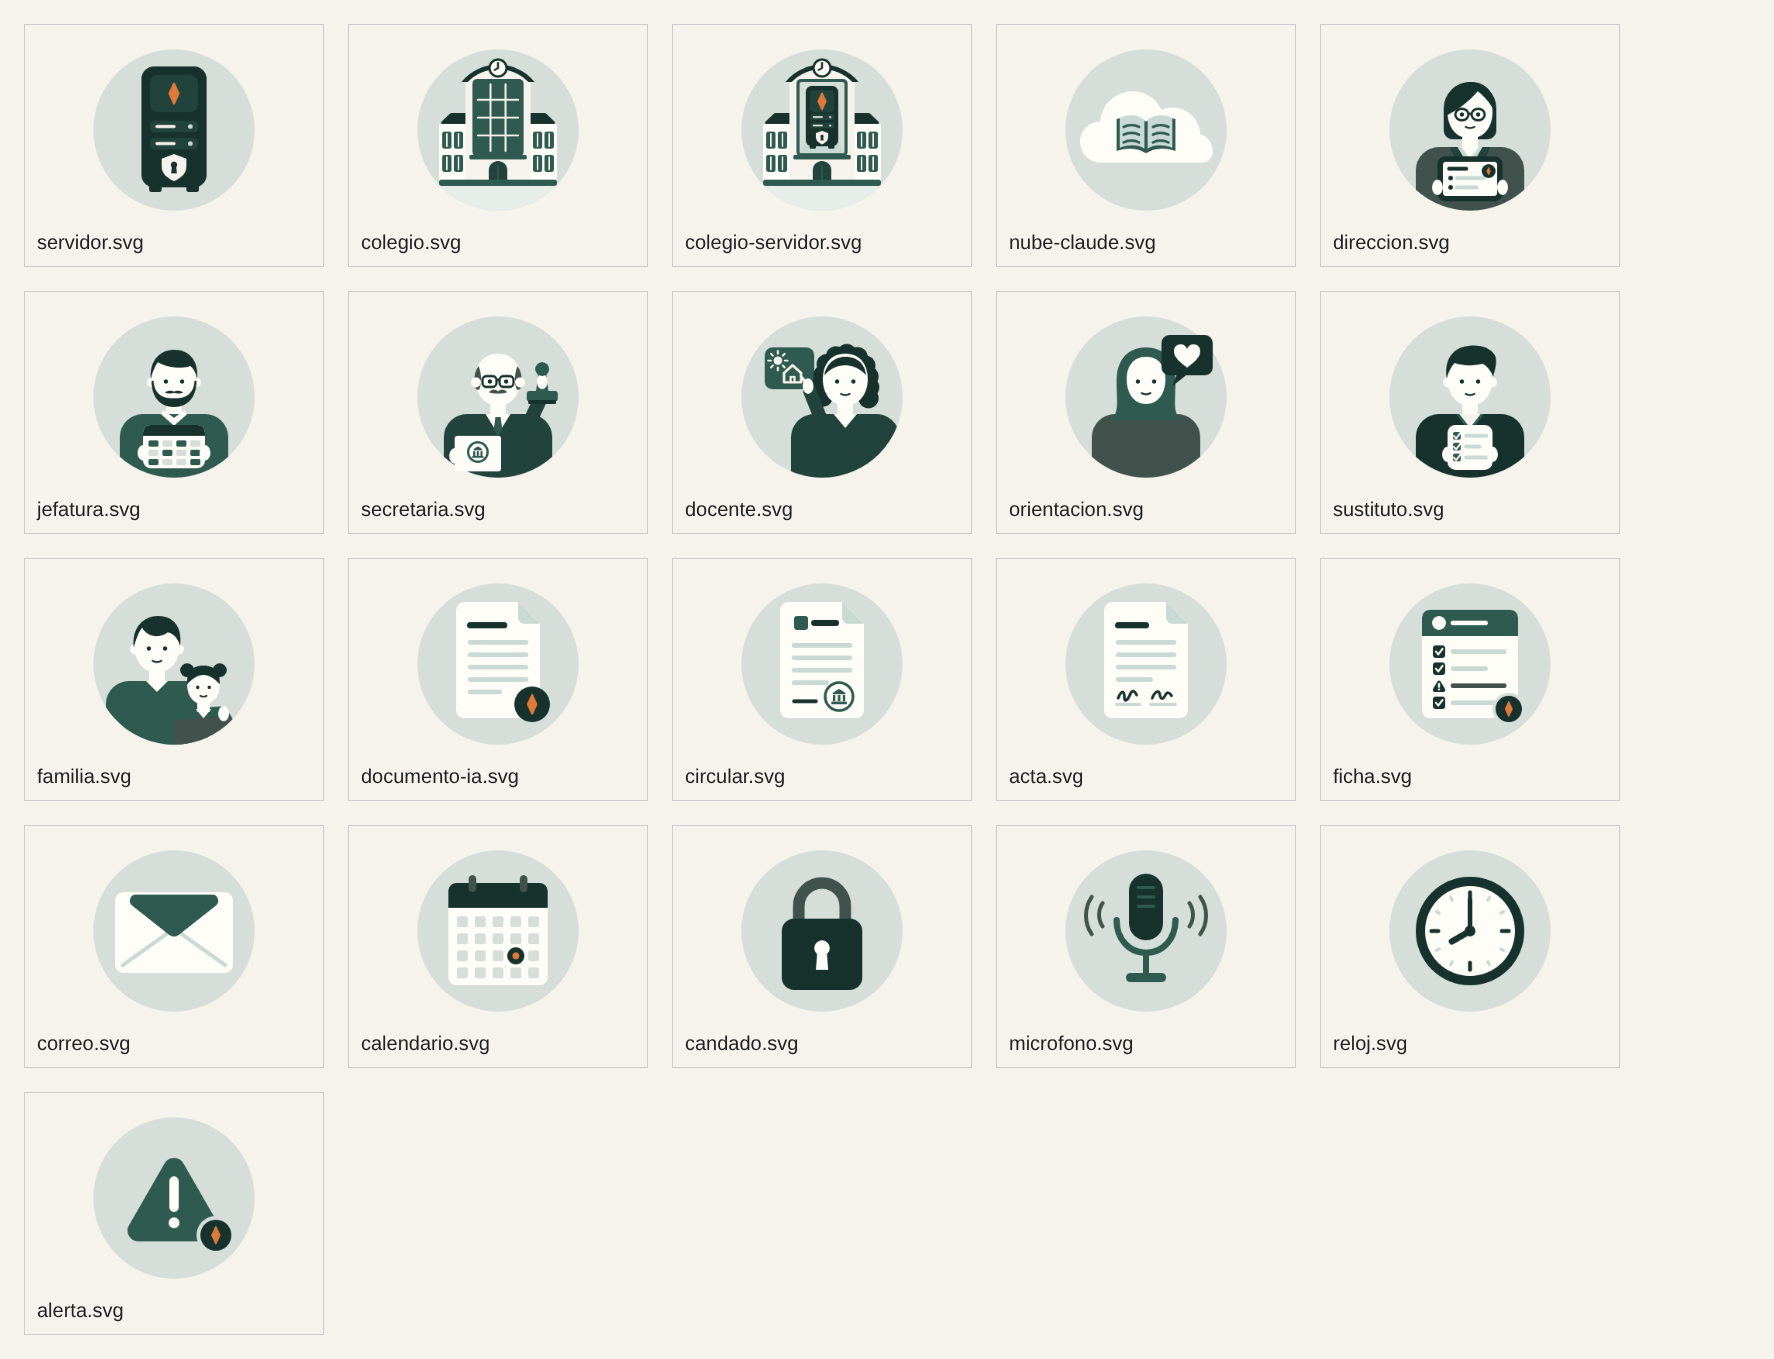 servidor.svg
colegio.svg
colegio-servidor.svg
nube-claude.svg
direccion.svg
jefatura.svg
secretaria.svg
docente.svg
orientacion.svg
sustituto.svg
familia.svg
documento-ia.svg
circular.svg
acta.svg
ficha.svg
correo.svg
calendario.svg
candado.svg
microfono.svg
reloj.svg
alerta.svg